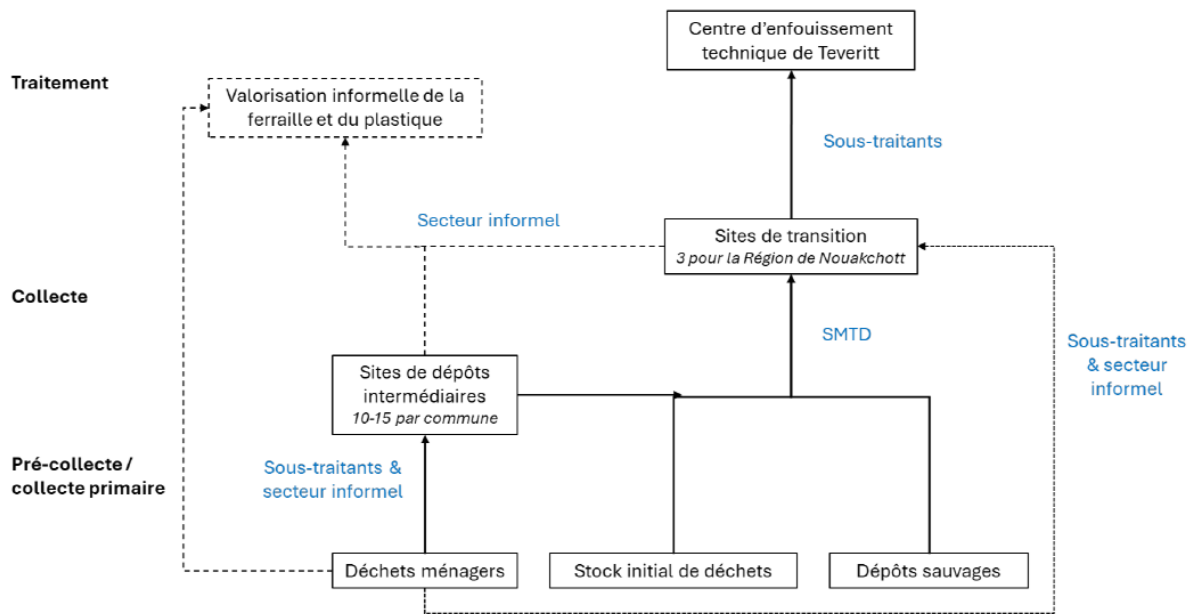 Centre d'enfouissement
technique de Teveritt
Traitement
Valorisation informelle de la
ferraille et du plastique
Sous-traitants
Secteur informel
Sites de transition
3 pour la Région de Nouakchott
Collecte
SMTD
Sous-traitants
& secteur
informel
Sites de dépôts
intermédiaires
10-15 par commune
Pré-collecte /
collecte primaire
Sous-traitants &
secteur informel
Déchets ménagers
Stock initial de déchets
Dépôts sauvages